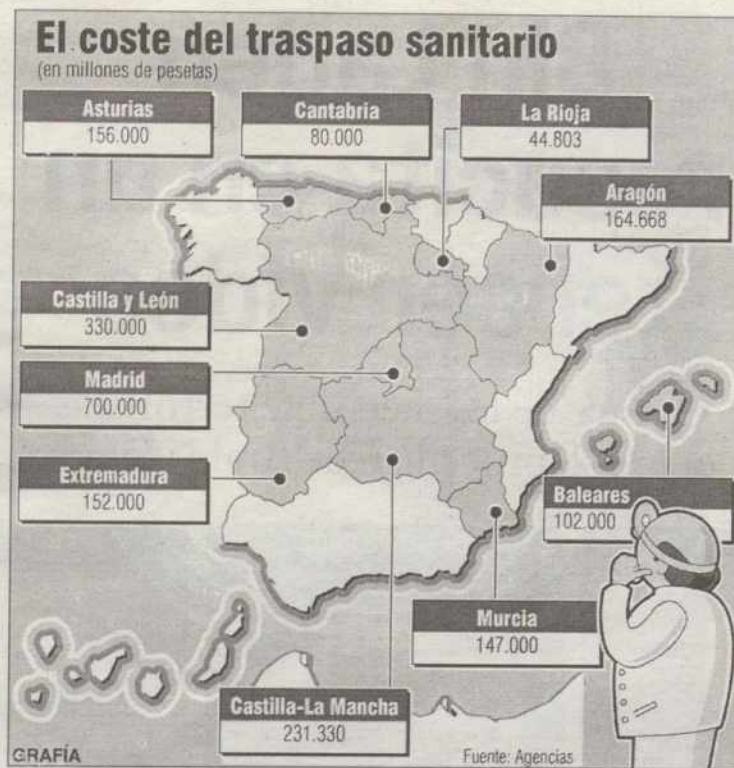 El coste del traspaso sanitario
(en millones de pesetas)
Asturias
156.000
Cantabria
80.000
La Rioja
44.803
Aragón
164.668
Castilla y León
330.000
Madrid
700.000
Extremadura
152.000
Baleares
102.000
Murcia
147.000
Castilla-La Mancha
231.330
GRAFÍA
Fuente: Agencias